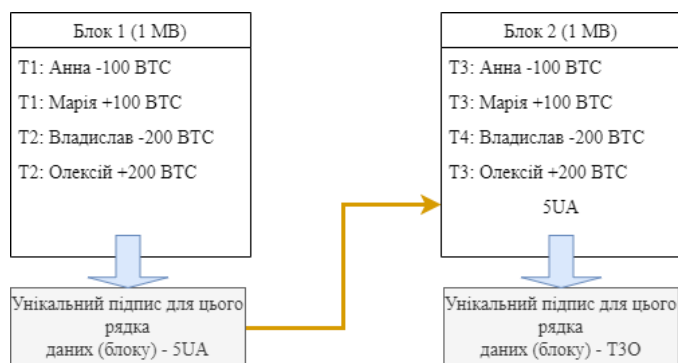 Блок 1 (1 MB)
T1: Анна -100 BTC
T1: Марія +100 BTC
T2: Владислав -200 BTC
T2: Олексій +200 BTC
Унікальний підпис для цього
рядка
даних (блоку) - 5UA
Блок 2 (1 MB)
T3: Анна -100 BTC
T3: Марія +100 BTC
T4: Владислав -200 BTC
T3: Олексій +200 BTC
5UA
Унікальний підпис для цього
рядка
даних (блоку) - T3O